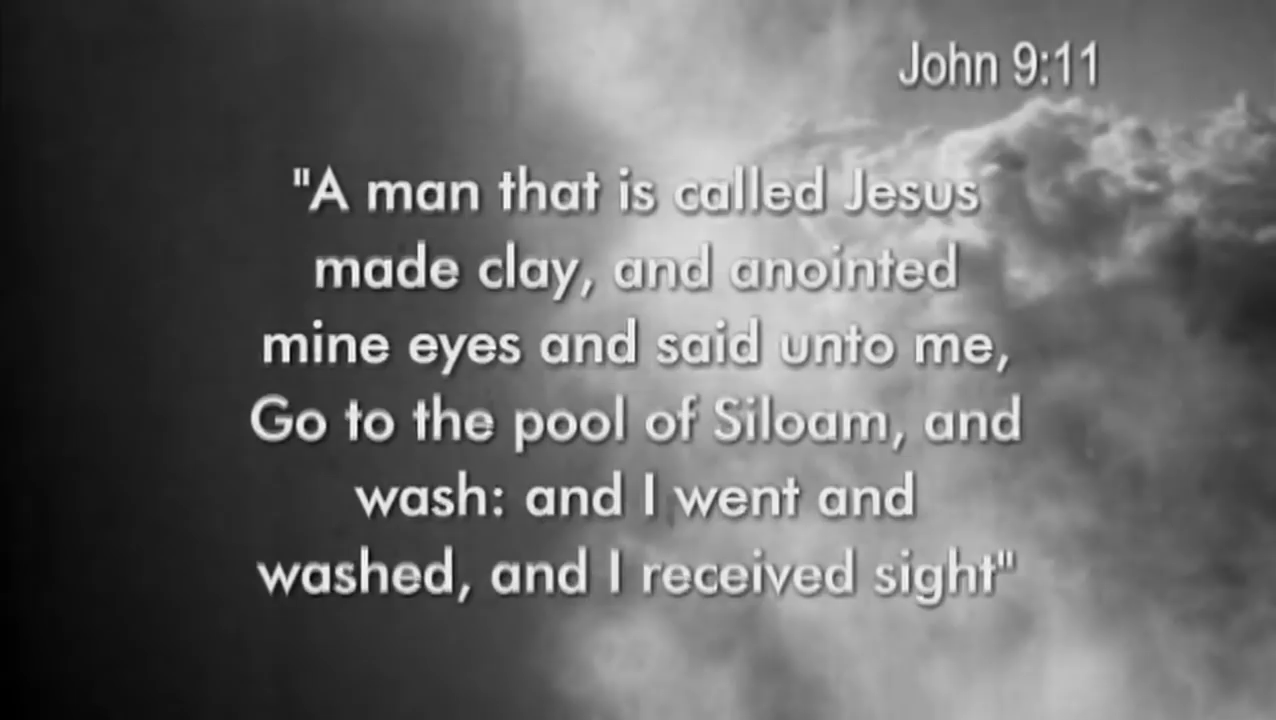 John 9:11
"A man that is called Jesus
made clay, and anointed
mine eyes and said unto me,
Go to the pool of Siloam, and
wash: and I went and
washed, and I received sight"